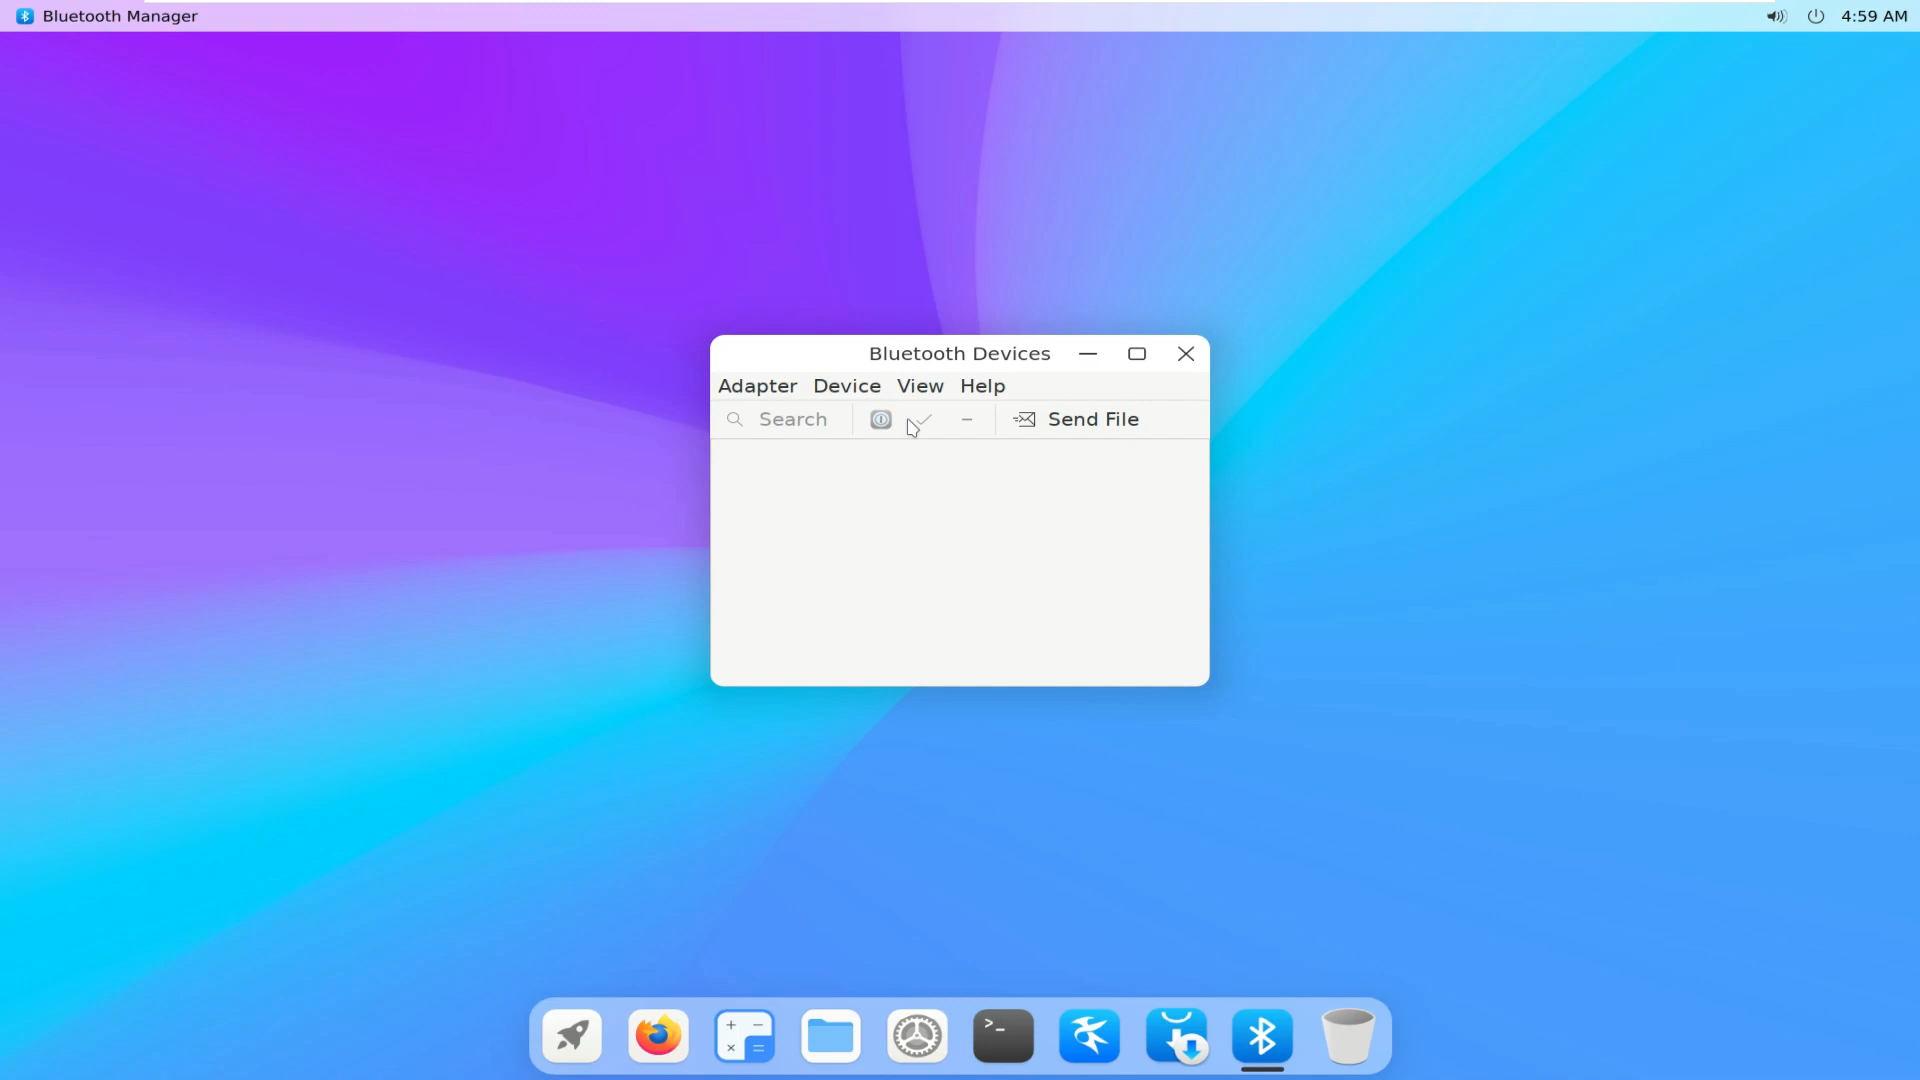 Bluetooth Manager
4:59 AM
Bluetooth Devices
Adapter Device View Help
Search Send File
>_